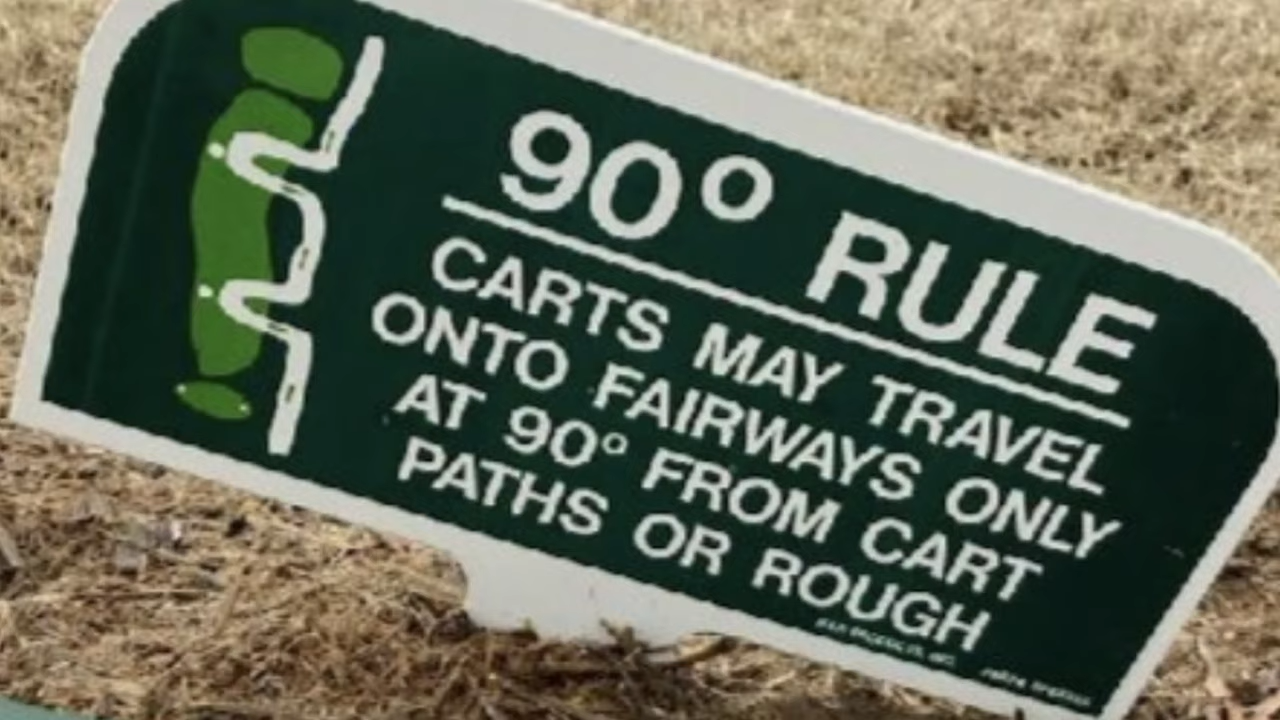 90° RULE
CARTS MAY TRAVEL
ONTO FAIRWAYS ONLY
AT 90° FROM CART
PATHS OR ROUGH